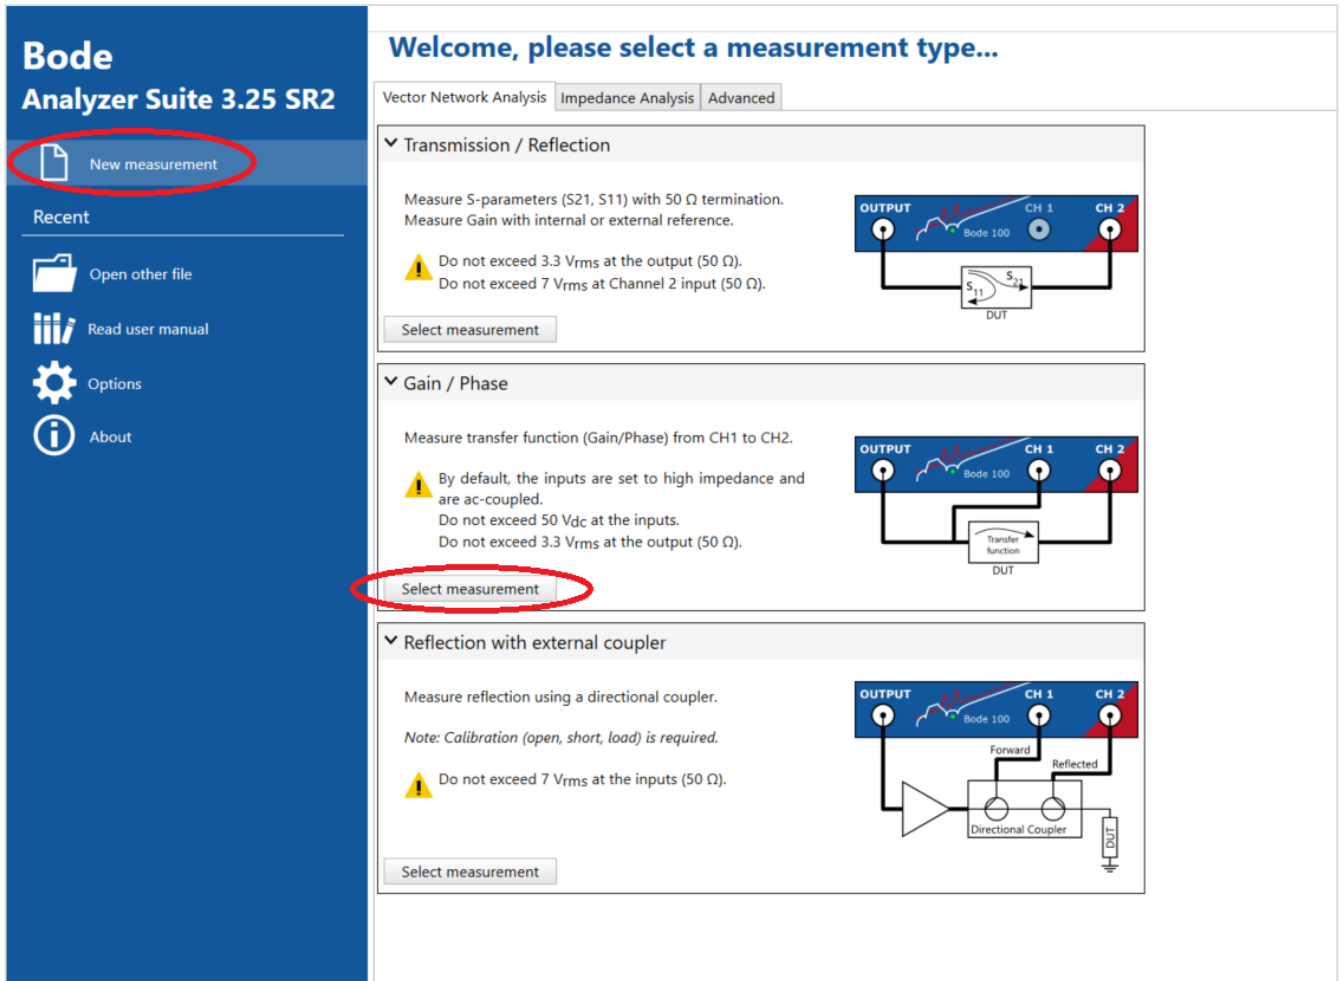 Bode
Analyzer Suite 3.25 SR2
New measurement
Recent
Open other file
Read user manual
Options
About
Welcome, please select a measurement type...
Vector Network Analysis
Impedance Analysis
Advanced
Transmission / Reflection
Measure S-parameters (S21, S11) with 50 Ω termination.
Measure Gain with internal or external reference.
Do not exceed 3.3 Vrms at the output (50 Ω).
Do not exceed 7 Vrms at Channel 2 input (50 Ω).
Select measurement
OUTPUT
CH 1
CH 2
Bode 100
S11
S21
DUT
Gain / Phase
Measure transfer function (Gain/Phase) from CH1 to CH2.
By default, the inputs are set to high impedance and
are ac-coupled.
Do not exceed 50 Vdc at the inputs.
Do not exceed 3.3 Vrms at the output (50 Ω).
Select measurement
OUTPUT
CH 1
CH 2
Bode 100
Transfer
function
DUT
Reflection with external coupler
Measure reflection using a directional coupler.
Note: Calibration (open, short, load) is required.
Do not exceed 7 Vrms at the inputs (50 Ω).
Select measurement
OUTPUT
CH 1
CH 2
Bode 100
Forward
Reflected
Directional Coupler
DUT